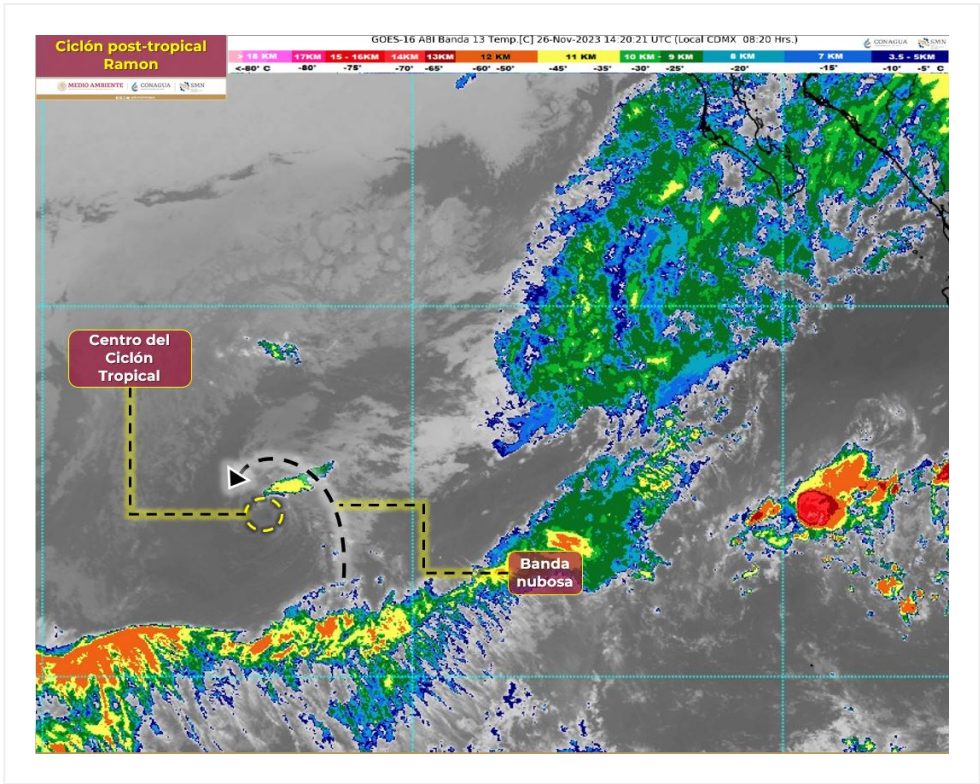 Ciclón post-tropical
Ramon
MEDIO AMBIENTE CONAGUA SMN
GOES-16 ABI Banda 13 Temp.[C] 26-Nov-2023 14:20:21 UTC (Local CDMX 08:20 Hrs.)
CONAGUA SMN
> 18 KM 17KM 15 - 16KM 14KM 13KM 12 KM 11 KM 10 KM - 9 KM 8 KM 7 KM 3.5 - 5KM
<-80° C -80° -75° -70° -65° -60° -50° -45° -35° -30° -25° -20° -15° -10° -5° C
Centro del
Ciclón
Tropical
Banda
nubosa